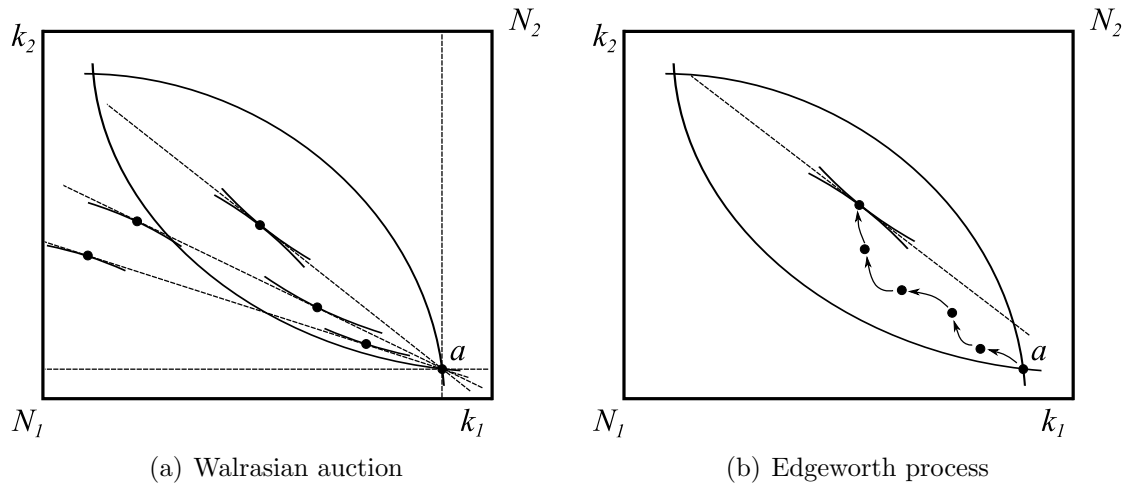 k₂
N₂
a
N₁
k₁
(a) Walrasian auction
k₂
N₂
a
N₁
k₁
(b) Edgeworth process